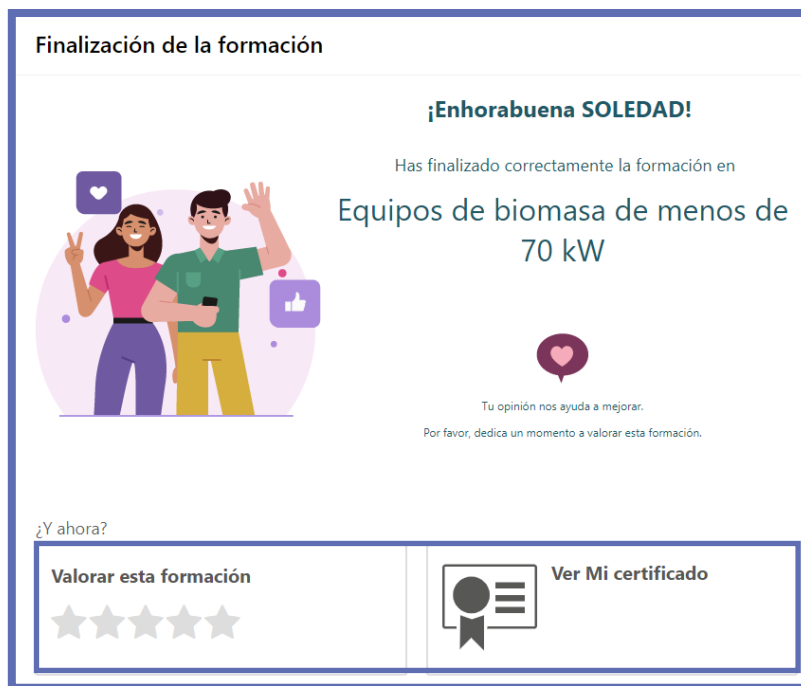 Finalización de la formación
¡Enhorabuena SOLEDAD!
Has finalizado correctamente la formación en
Equipos de biomasa de menos de
70 kW
Tu opinión nos ayuda a mejorar.
Por favor, dedica un momento a valorar esta formación.
¿Y ahora?
Valorar esta formación
Ver Mi certificado